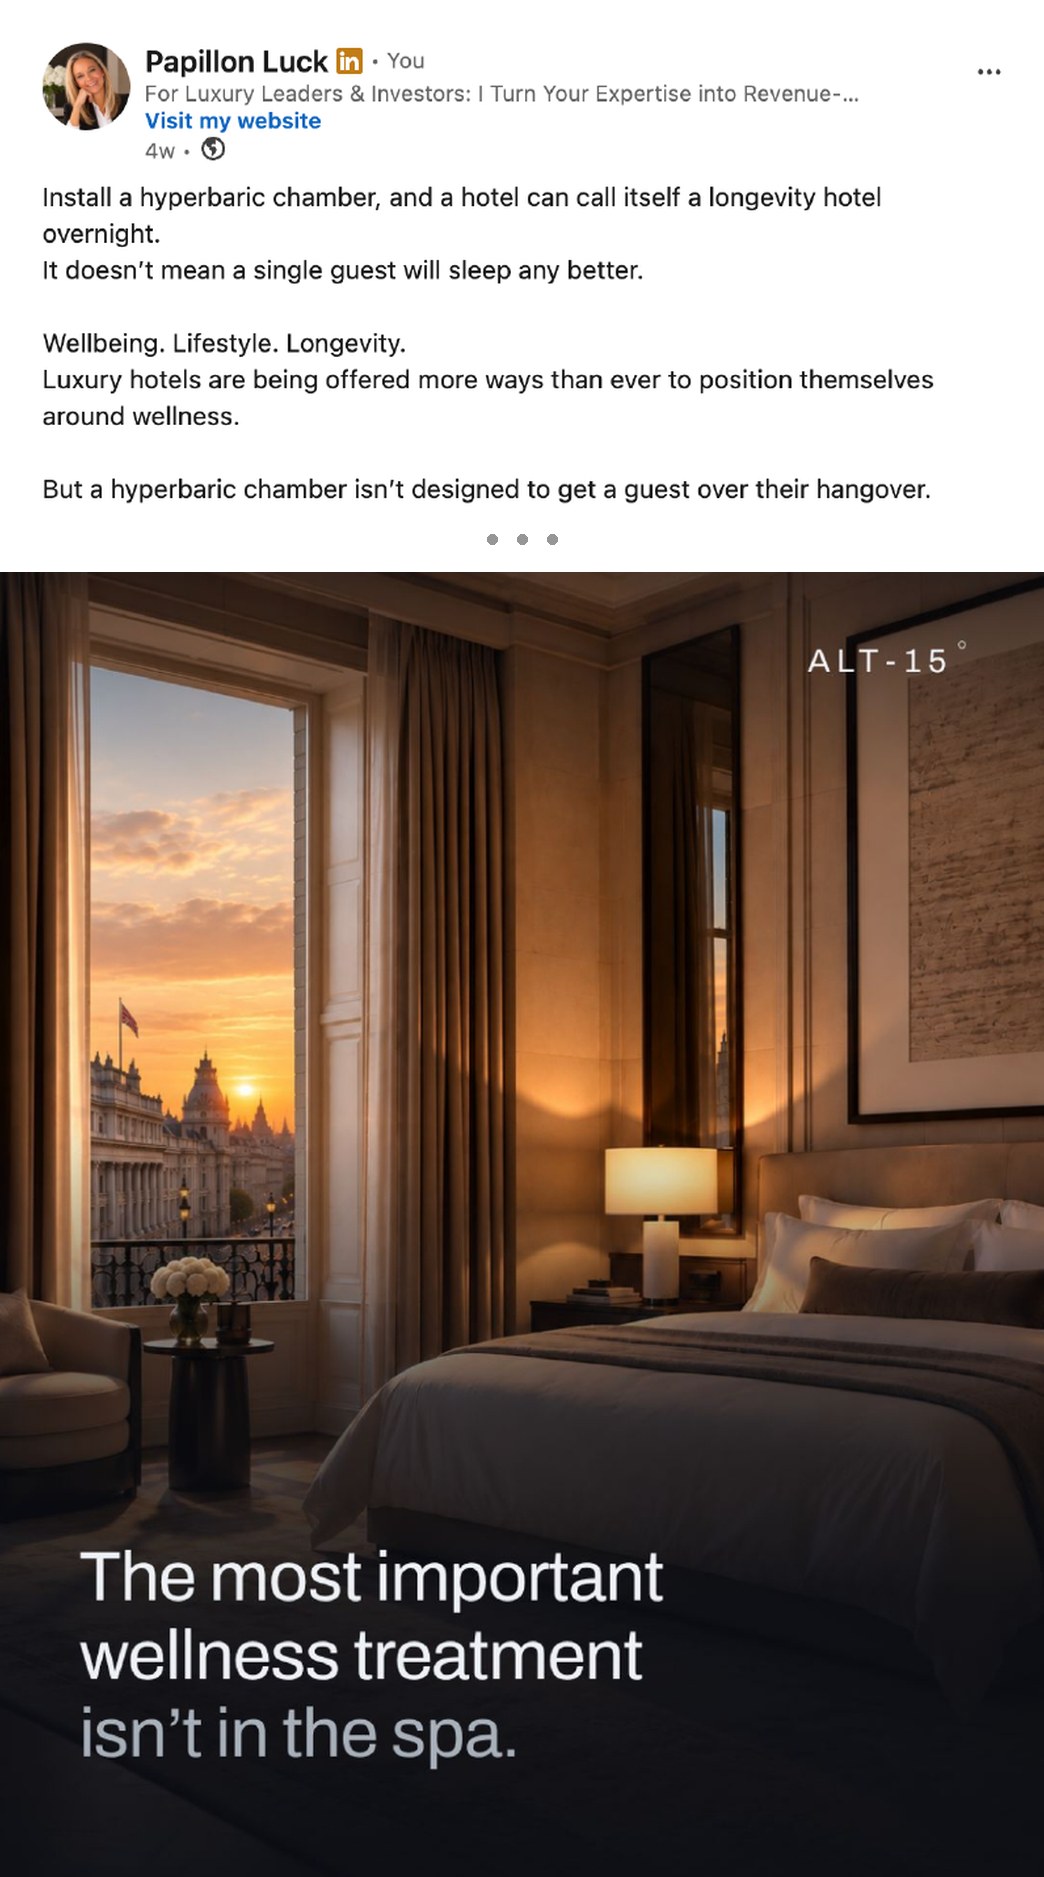 Papillon Luck in • You
For Luxury Leaders & Investors: I Turn Your Expertise into Revenue-...
Visit my website
4w •
Install a hyperbaric chamber, and a hotel can call itself a longevity hotel
overnight.
It doesn't mean a single guest will sleep any better.
Wellbeing. Lifestyle. Longevity.
Luxury hotels are being offered more ways than ever to position themselves
around wellness.
But a hyperbaric chamber isn't designed to get a guest over their hangover.
ALT-15°
The most important
wellness treatment
isn't in the spa.